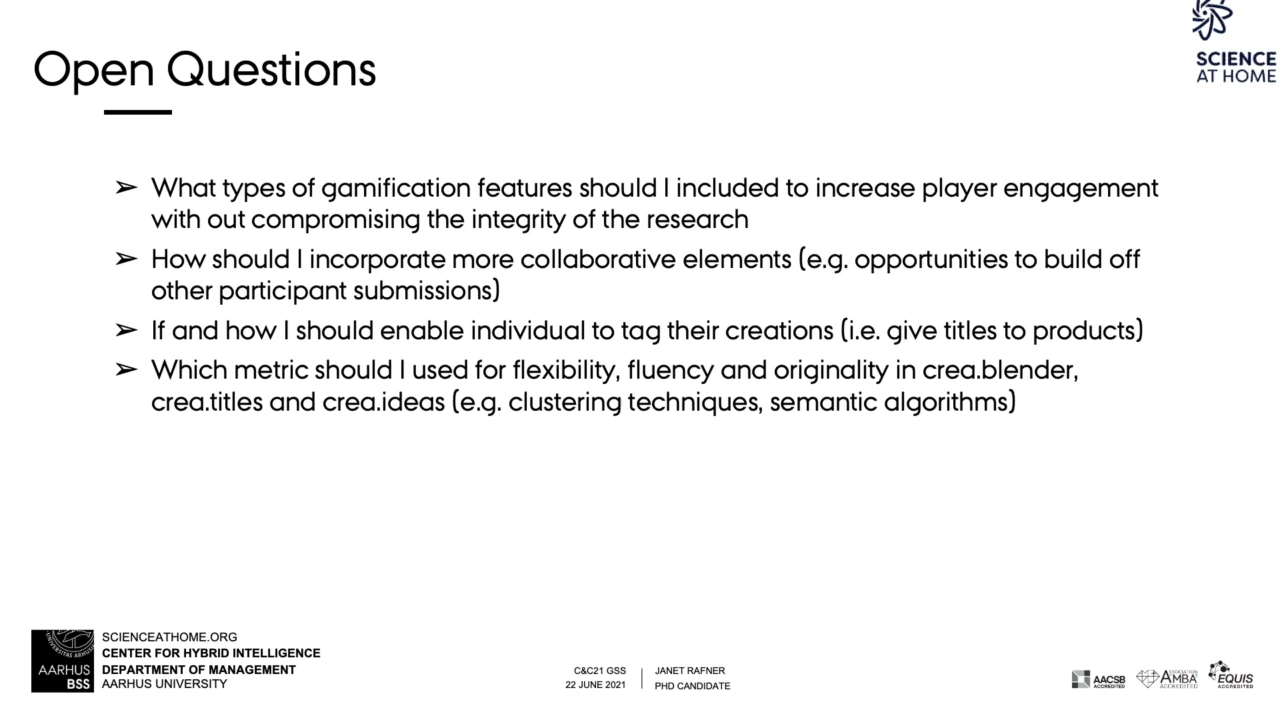 Open Questions
SCIENCE
AT HOME
➢ What types of gamification features should I included to increase player engagement
with out compromising the integrity of the research
➢ How should I incorporate more collaborative elements (e.g. opportunities to build off
other participant submissions)
➢ If and how I should enable individual to tag their creations (i.e. give titles to products)
➢ Which metric should I used for flexibility, fluency and originality in crea.blender,
crea.titles and crea.ideas (e.g. clustering techniques, semantic algorithms)
AARHUS
BSS
SCIENCEATHOME.ORG
CENTER FOR HYBRID INTELLIGENCE
DEPARTMENT OF MANAGEMENT
AARHUS UNIVERSITY
C&C21 GSS
22 JUNE 2021
JANET RAFNER
PHD CANDIDATE
AACSB
ACCREDITED
ASSOCIATION
AMBA
ACCREDITED
EQUIS
ACCREDITED